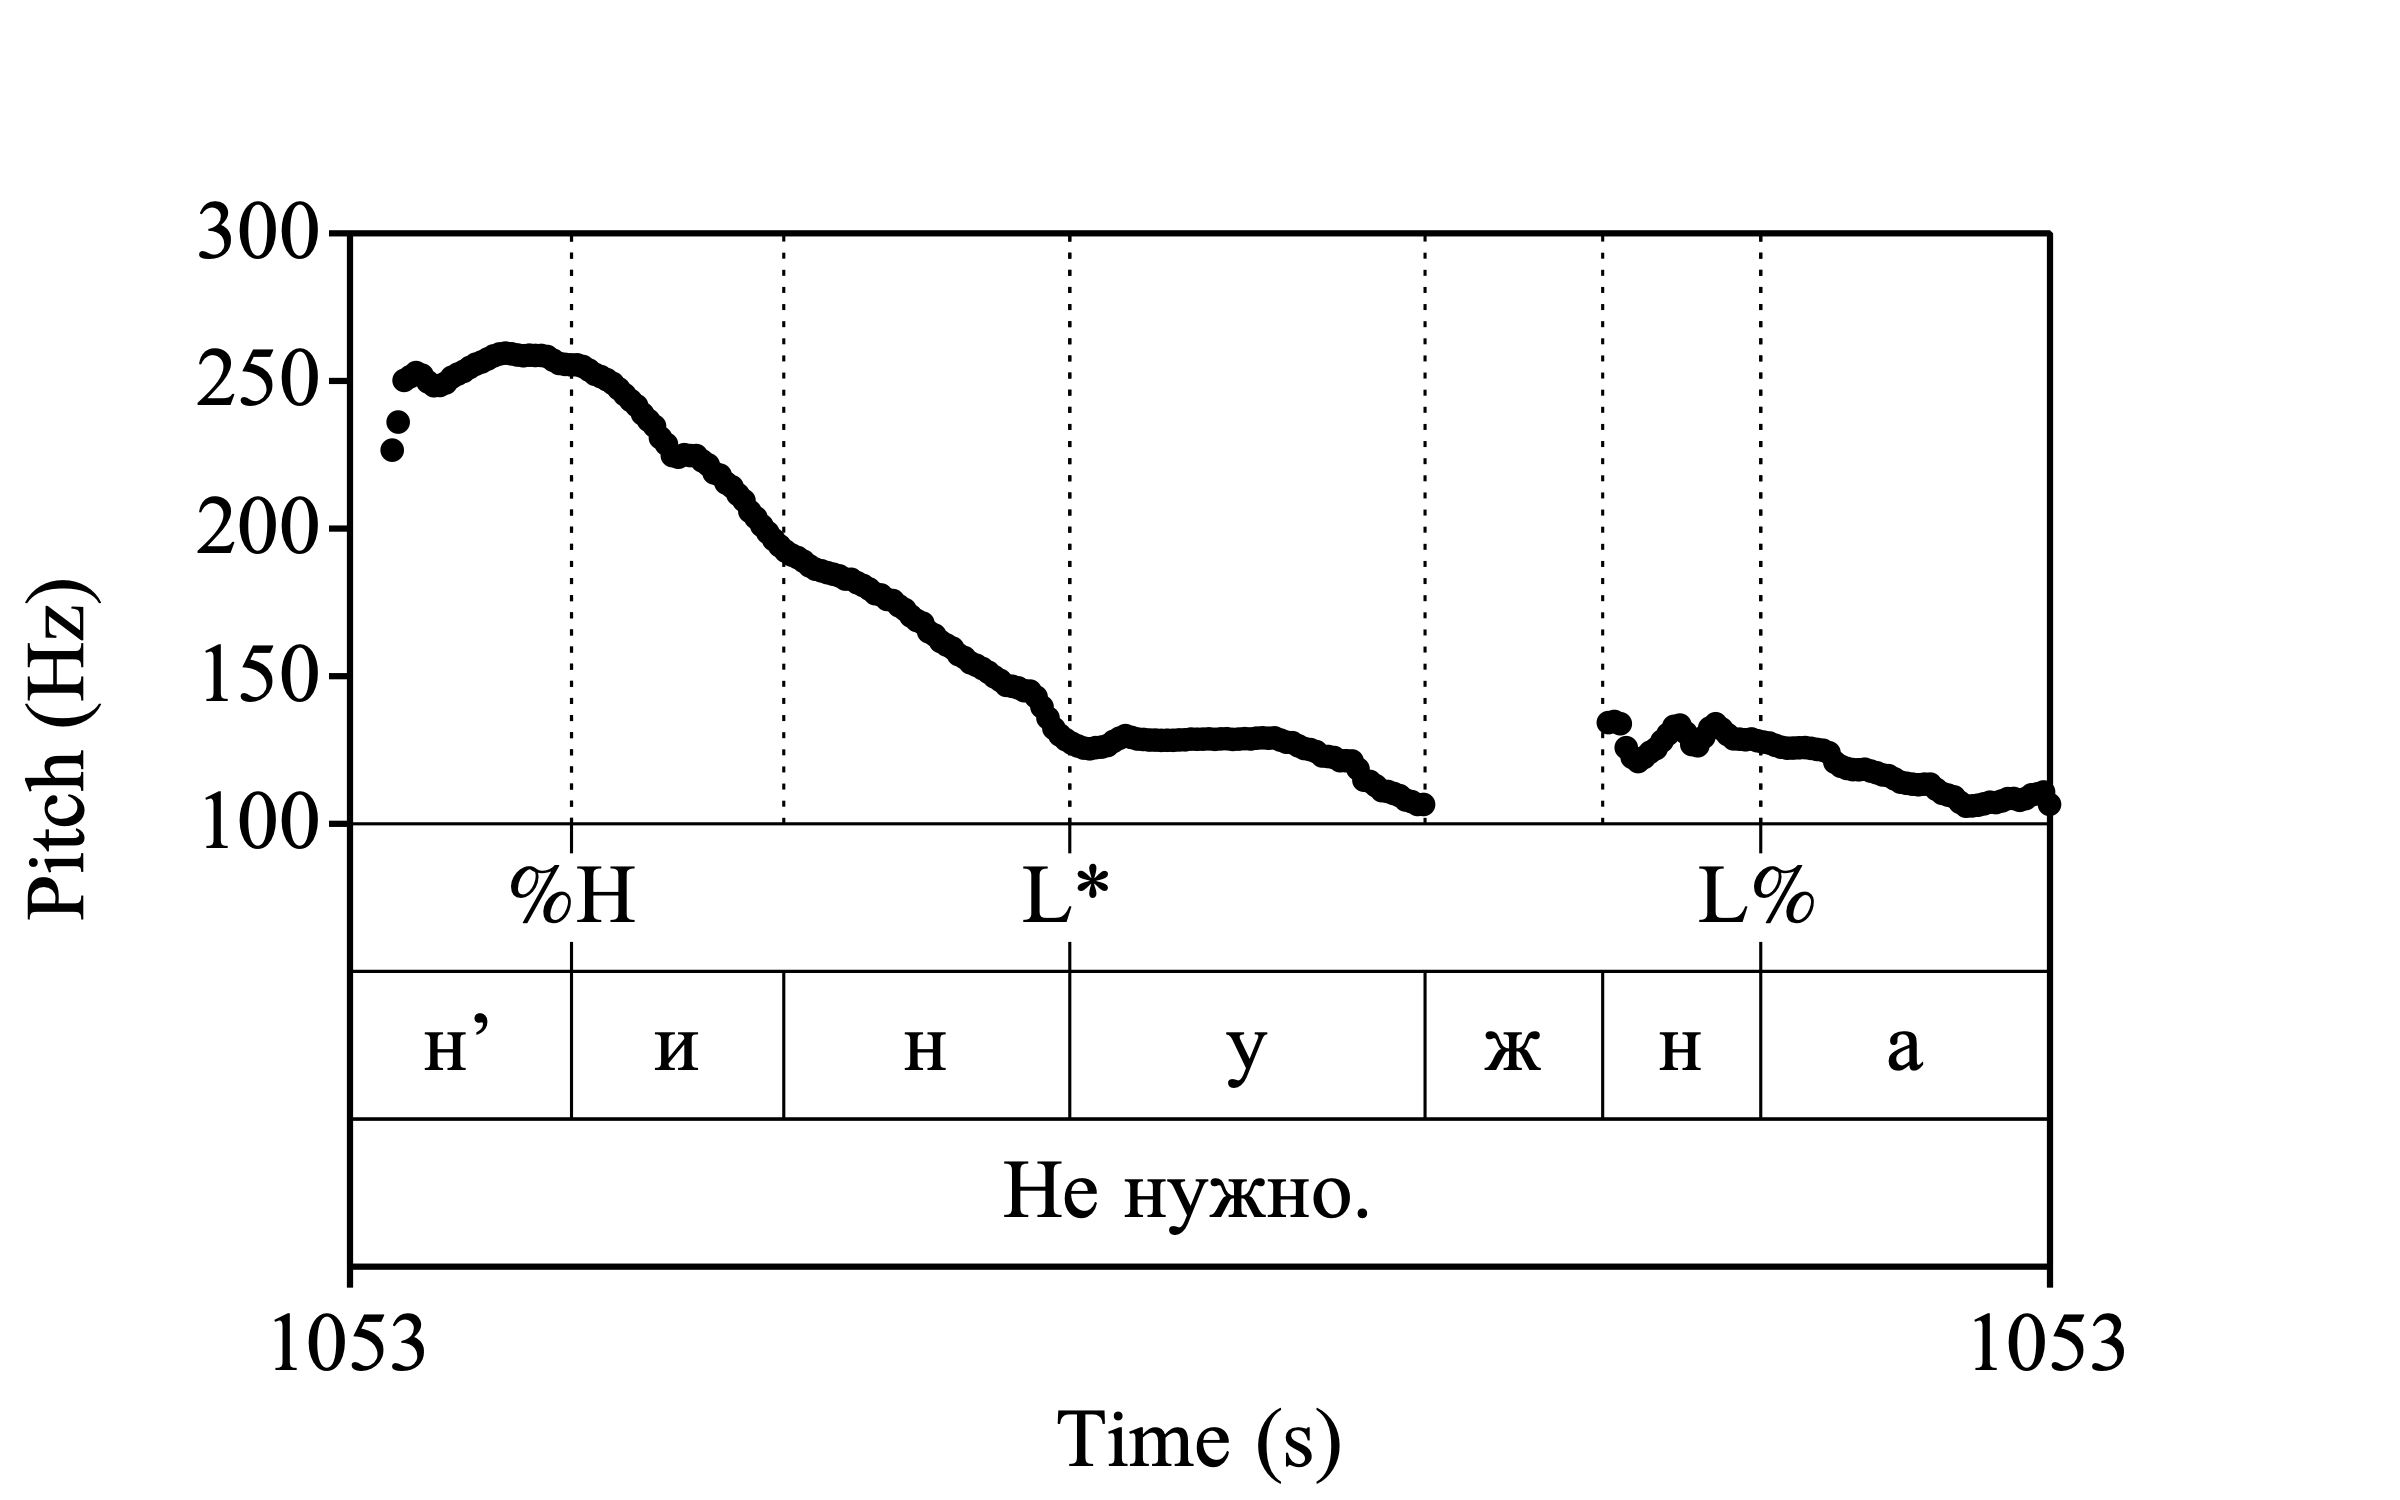 300
250
200
150
100
Pitch (Hz)
%H L* L%
н’ и н у ж н а
Не нужно.
1053 1053
Time (s)